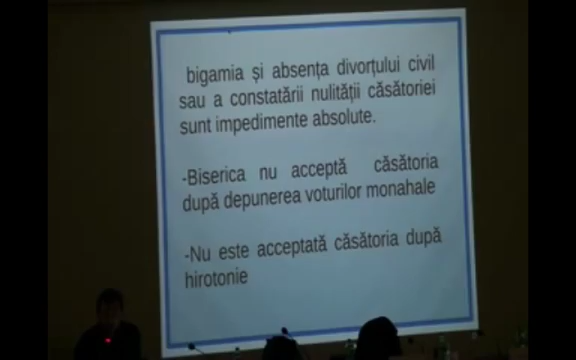 bigamia și absența divorțului civil
sau a constatării nulității căsătoriei
sunt impedimente absolute.
-Biserica nu acceptă căsătoria
după depunerea voturilor monahale
-Nu este acceptată căsătoria după
hirotonie